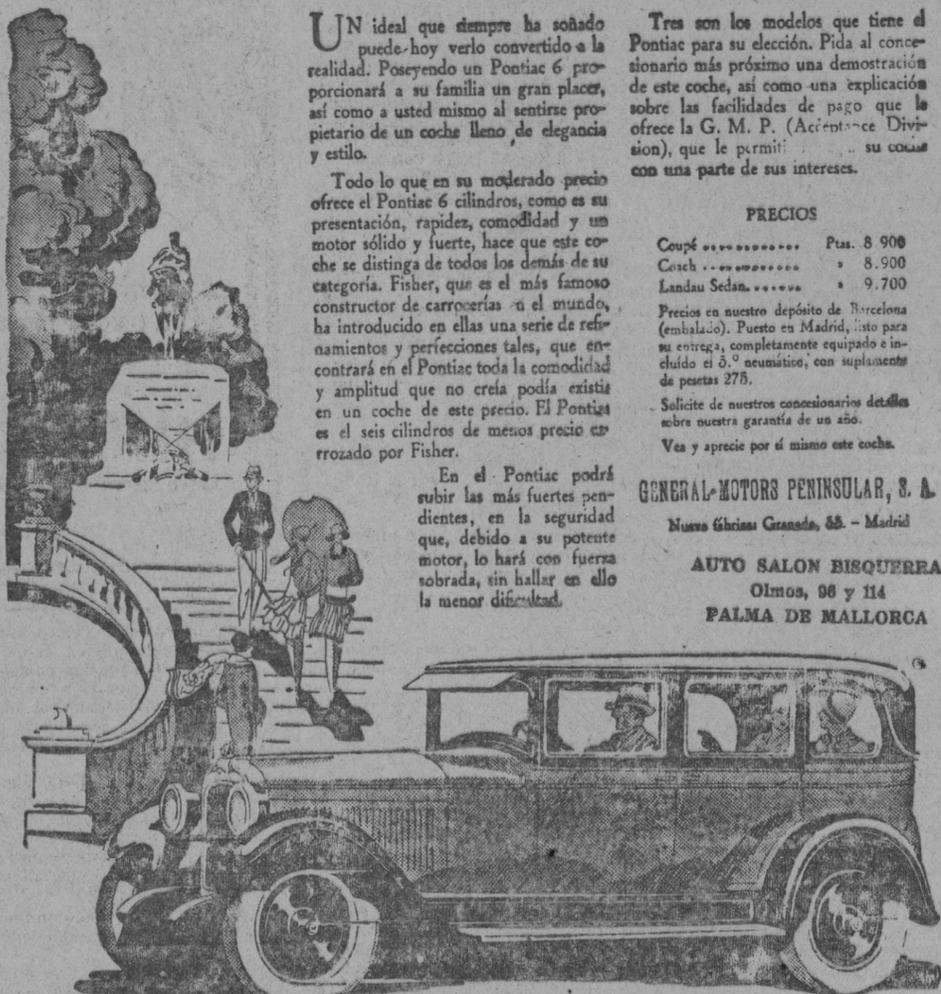 UN ideal que siempre ha soñado
puede hoy verlo convertido a la
realidad. Poseyendo un Pontiac 6 pro-
porcionará a su familia un gran placer,
así como a usted mismo al sentirse pro-
pietario de un coche lleno de elegancia
y estilo.
Todo lo que en su moderado precio
ofrece el Pontiac 6 cilindros, como es su
presentación, rapidez, comodidad y un
motor sólido y fuerte, hace que este co-
che se distinga de todos los demás de su
categoría. Fisher, que es el más famoso
constructor de carrocerías n el mundo,
ha introducido en ellas una serie de refi-
namientos y perfecciones tales, que en-
contrará en el Pontiac toda la comodidad
y amplitud que no creía podía existir
en un coche de este precio. El Pontiac
es el seis cilindros de menos precio ca-
rrozado por Fisher.
En el Pontiac podrá
subir las más fuertes pen-
dientes, en la seguridad
que, debido a su potente
motor, lo hará con fuerza
sobrada, sin hallar en ello
la menor dificultad.
Tres son los modelos que tiene el
Pontiac para su elección. Pida al conce-
sionario más próximo una demostración
de este coche, así como una explicación
sobre las facilidades de pago que le
ofrece la G. M. P. (Acceptance Divi-
sion), que le su coche
con una parte de sus intereses.
PRECIOS
Coupé ............ Ptas. 8.900
Coach ............ » 8.900
Landau Sedan....... » 9.700
Precios en nuestro depósito de Barcelona
(embalado). Puesto en Madrid, listo para
su entrega, completamente equipado e in-
cluído el 5.º neumático, con suplemento
de pesetas 275.
Solicite de nuestros concesionarios detalles
sobre nuestra garantía de un año.
Vea y aprecie por sí mismo este coche.
GENERAL MOTORS PENINSULAR, S. A.
Nueva fábrica: Granada, - Madrid
AUTO SALON BISQUERRA
Olmos, 96 y 114
PALMA DE MALLORCA